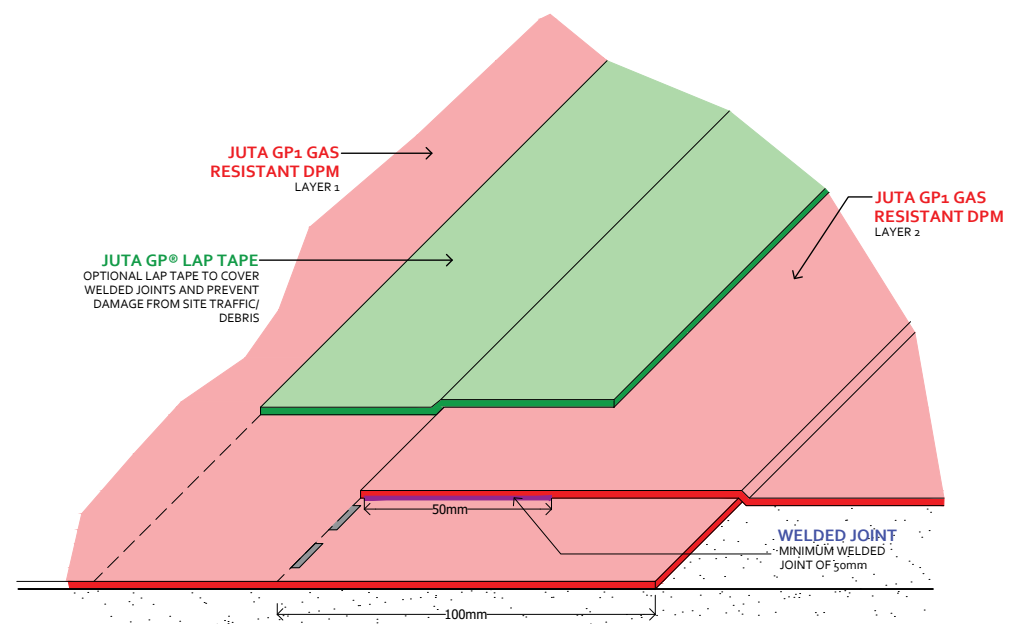 JUTA GP1 GAS
RESISTANT DPM
LAYER 1
JUTA GP1 GAS
RESISTANT DPM
LAYER 2
JUTA GP® LAP TAPE
OPTIONAL LAP TAPE TO COVER
WELDED JOINTS AND PREVENT
DAMAGE FROM SITE TRAFFIC/
DEBRIS
50mm
WELDED JOINT
MINIMUM WELDED
JOINT OF 50mm
100mm